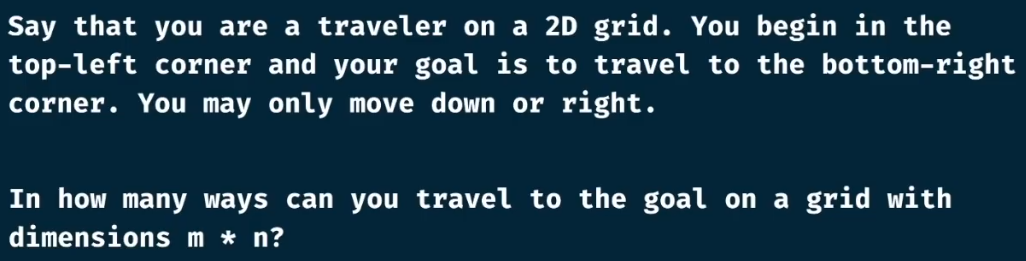 Say that you are a traveler on a 2D grid. You begin in the
top-left corner and your goal is to travel to the bottom-right
corner. You may only move down or right.
In how many ways can you travel to the goal on a grid with
dimensions m * n?